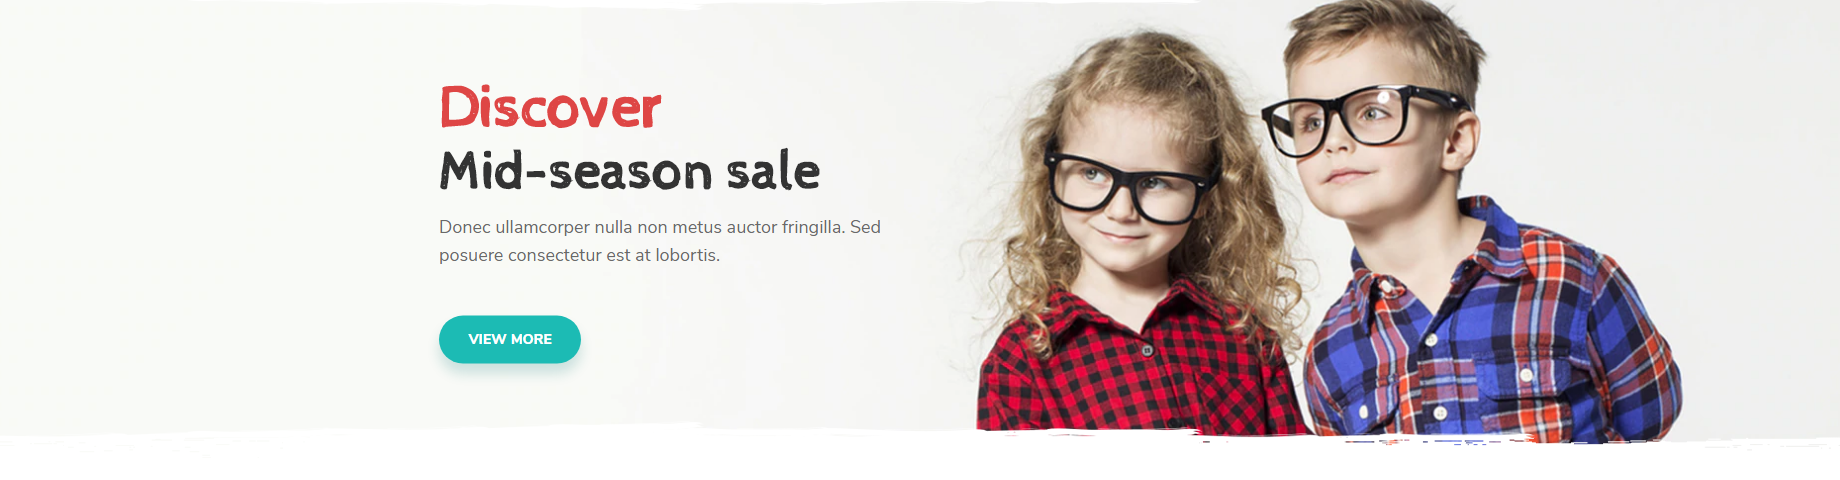 Discover
Mid-season sale
Donec ullamcorper nulla non metus auctor fringilla. Sed
posuere consectetur est at lobortis.
VIEW MORE